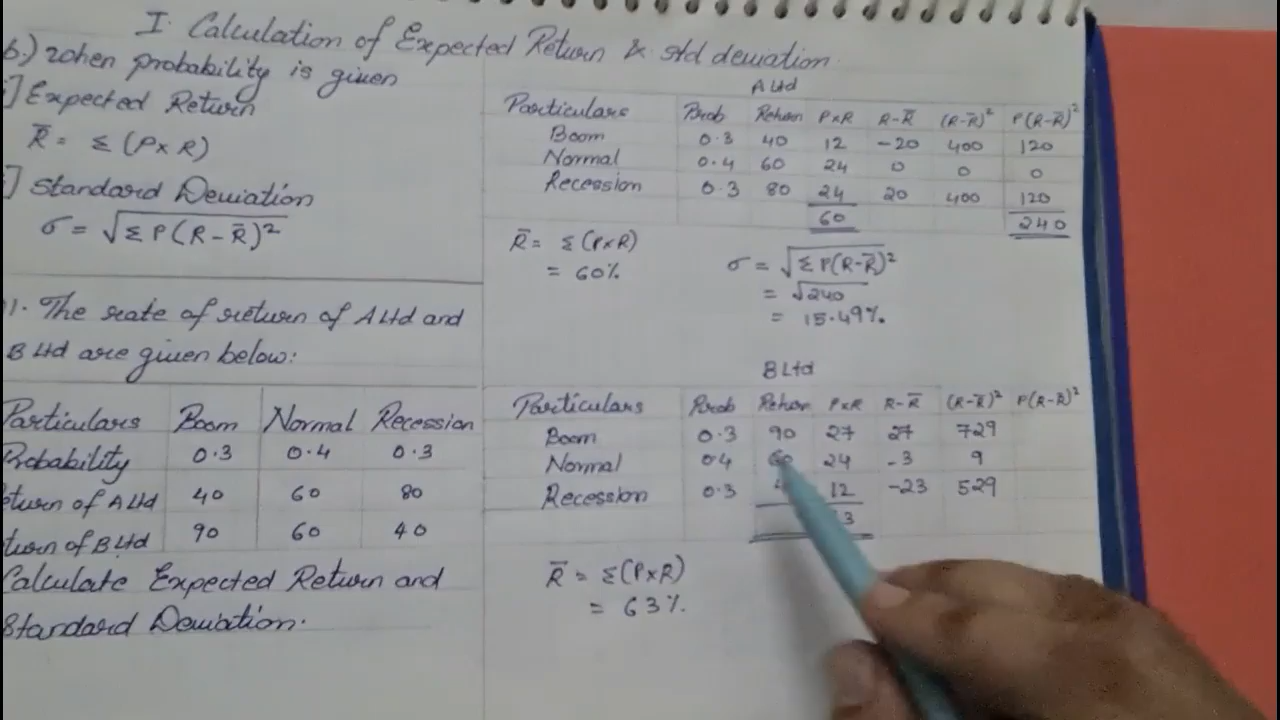 I. Calculation of Expected Return & std deviation
b.) When probability is given
i] Expected Return
R̄ = Σ (P×R)
] Standard Deviation
σ = √Σ P(R-R̄)²
1. The rate of return of A Ltd and
B Ltd are given below:
Particulars Boom Normal Recession
Probability 0.3 0.4 0.3
eturn of A Ltd 40 60 80
turn of B Ltd 90 60 40
Calculate Expected Return and
Standard Deviation.
A Ltd
Particulars Prob Return P×R R-R̄ (R-R̄)² P(R-R̄)²
Boom 0.3 40 12 -20 400 120
Normal 0.4 60 24 0 0 0
Recession 0.3 80 24 20 400 120
60 240
R̄ = Σ (P×R)
= 60%
σ = √Σ P(R-R̄)²
= √240
= 15.49%
B Ltd
Particulars Prob Return P×R R-R̄ (R-R̄)² P(R-R̄)²
Boom 0.3 90 27 27 729
Normal 0.4 60 24 -3 9
Recession 0.3 12 -23 529
3
R̄ = Σ(P×R)
= 63%